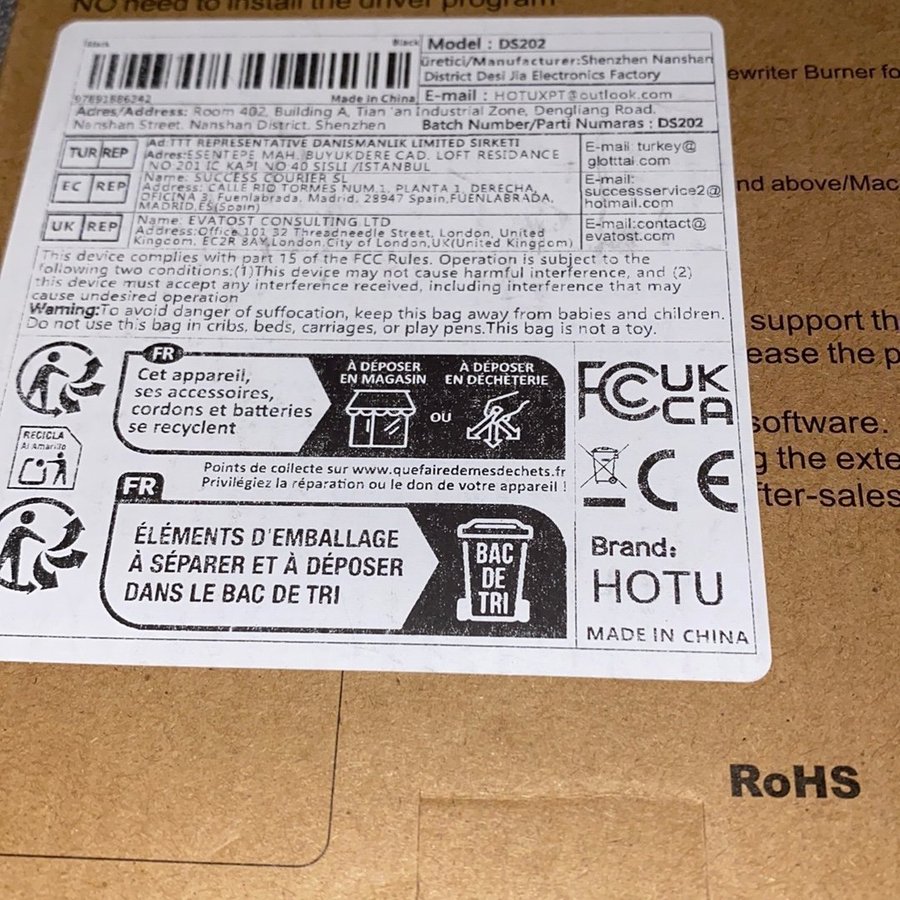 NO need to install the driver program
Black
Model : DS202
üretici/Manufacturer:Shenzhen Nanshan
District Desi Jia Electronics Factory
97891886242
Made in China
E-mail : HOTUXPT@outlook.com
Adres/Address: Room 402, Building A, Tian 'an Industrial Zone, Dengliang Road,
Nanshan Street, Nanshan District, Shenzhen
Batch Number/Parti Numaras : DS202
TUR REP
Ad:TTT REPRESENTATIVE DANISMANLIK LIMITED SIRKETI
Adres:ESENTEPE MAH. BUYUKDERE CAD. LOFT RESIDANCE
NO 201 IC KAPI NO 40 SISLI /ISTANBUL
E-mail: turkey@
glotttai.com
EC REP
Name: SUCCESS COURIER SL
Address: CALLE RIO TORMES NUM.1, PLANTA 1, DERECHA,
OFICINA 3, Fuenlabrada, Madrid, 28947 Spain,FUENLABRADA,
MADRID,ES(Spain)
E-mail:
successservice2@
hotmail.com
UK REP
Name: EVATOST CONSULTING LTD
Address:Office 101 32 Threadneedle Street, London, United
Kingdom, EC2R 8AY,London,City of London,UK(United Kingdom)
E-mail:contact@
evatost.com
This device complies with part 15 of the FCC Rules. Operation is subject to the
following two conditions:(1)This device may not cause harmful interference, and (2)
this device must accept any interference received, including interference that may
cause undesired operation
Warning:To avoid danger of suffocation, keep this bag away from babies and children.
Do not use this bag in cribs, beds, carriages, or play pens.This bag is not a toy.
FR
Cet appareil,
ses accessoires,
cordons et batteries
se recyclent
À DÉPOSER
EN MAGASIN
OU
À DÉPOSER
EN DÉCHÈTERIE
Points de collecte sur www.quefairedemesdechets.fr
Privilégiez la réparation ou le don de votre appareil !
RECICLA
Al Amarillo
FR
ÉLÉMENTS D'EMBALLAGE
À SÉPARER ET À DÉPOSER
DANS LE BAC DE TRI
BAC
DE
TRI
FC
UK
CA
CE
Brand:
HOTU
MADE IN CHINA
ewriter Burner fo
nd above/Mac
support th
ease the p
software.
g the exte
fter-sales
RoHS